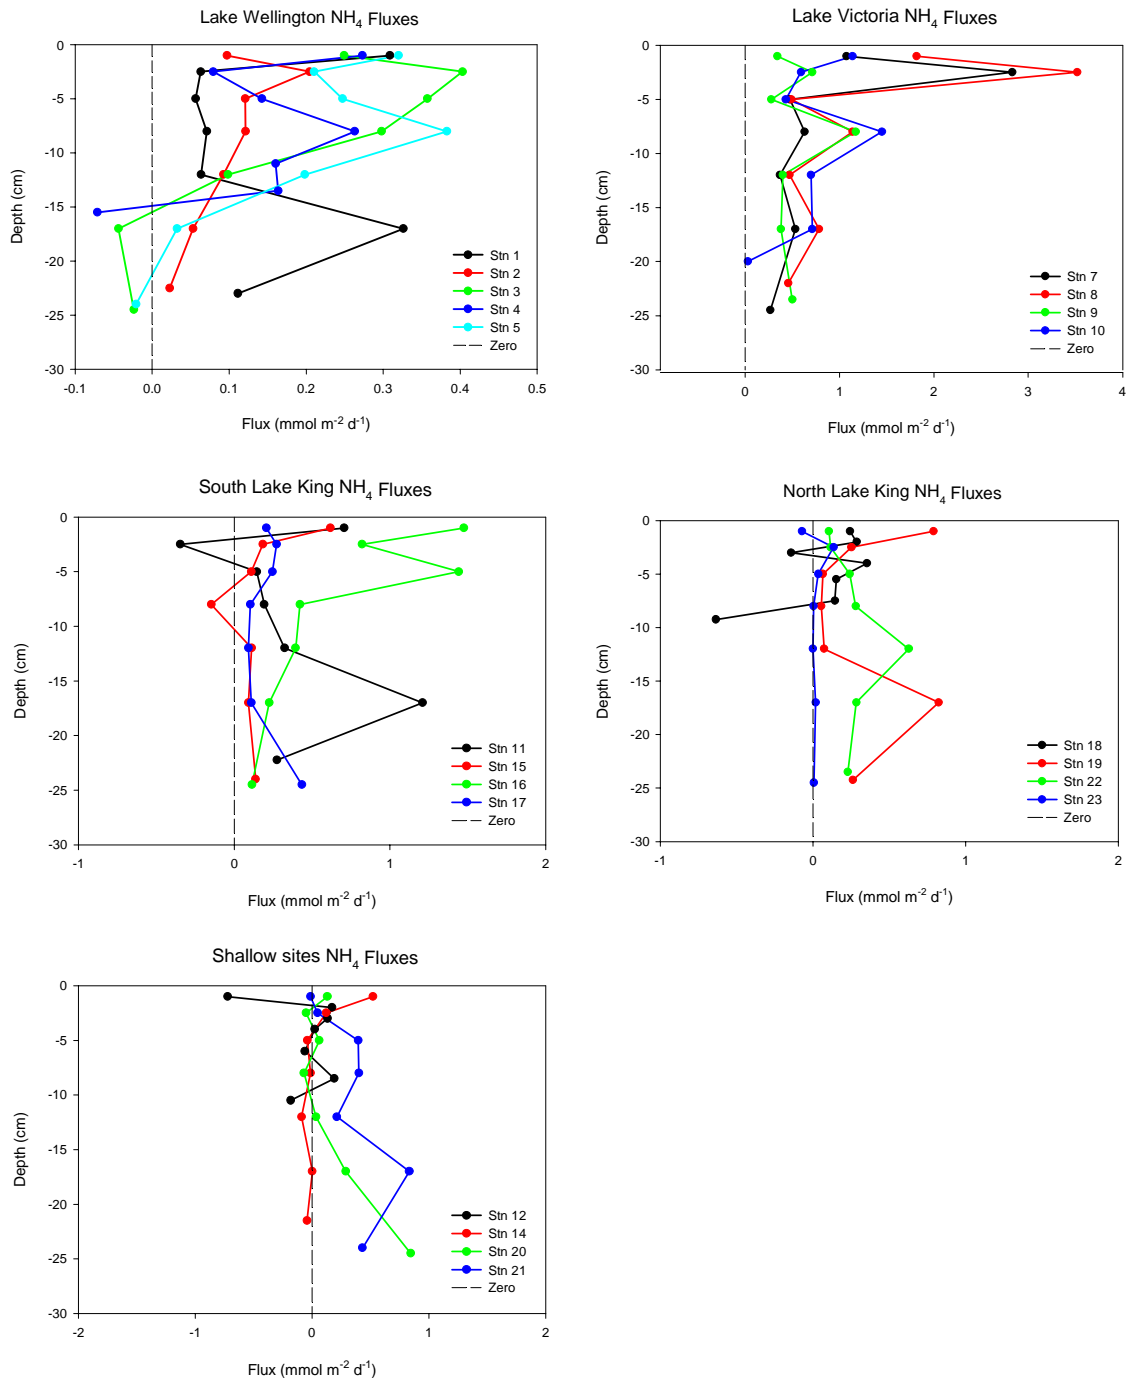 Lake Wellington NH4 Fluxes
0
-5
-10
-15
-20
-25
-30
Depth (cm)
-0.1 0.0 0.1 0.2 0.3 0.4 0.5
Flux (mmol m-2 d-1)
Stn 1
Stn 2
Stn 3
Stn 4
Stn 5
Zero
Lake Victoria NH4 Fluxes
0
-5
-10
-15
-20
-25
-30
Depth (cm)
0 1 2 3 4
Flux (mmol m-2 d-1)
Stn 7
Stn 8
Stn 9
Stn 10
Zero
South Lake King NH4 Fluxes
0
-5
-10
-15
-20
-25
-30
Depth (cm)
-1 0 1 2
Flux (mmol m-2 d-1)
Stn 11
Stn 15
Stn 16
Stn 17
Zero
North Lake King NH4 Fluxes
0
-5
-10
-15
-20
-25
-30
Depth (cm)
-1 0 1 2
Flux (mmol m-2 d-1)
Stn 18
Stn 19
Stn 22
Stn 23
Zero
Shallow sites NH4 Fluxes
0
-5
-10
-15
-20
-25
-30
Depth (cm)
-2 -1 0 1 2
Flux (mmol m-2 d-1)
Stn 12
Stn 14
Stn 20
Stn 21
Zero